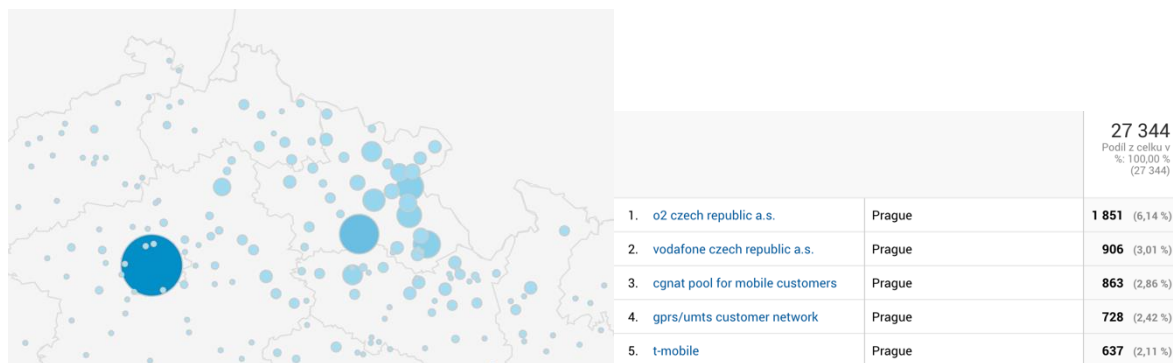 27 344
Podíl z celku v
%: 100,00 %
(27 344)
1. o2 czech republic a.s. Prague 1 851 (6,14 %)
2. vodafone czech republic a.s. Prague 906 (3,01 %)
3. cgnat pool for mobile customers Prague 863 (2,86 %)
4. gprs/umts customer network Prague 728 (2,42 %)
5. t-mobile Prague 637 (2,11 %)